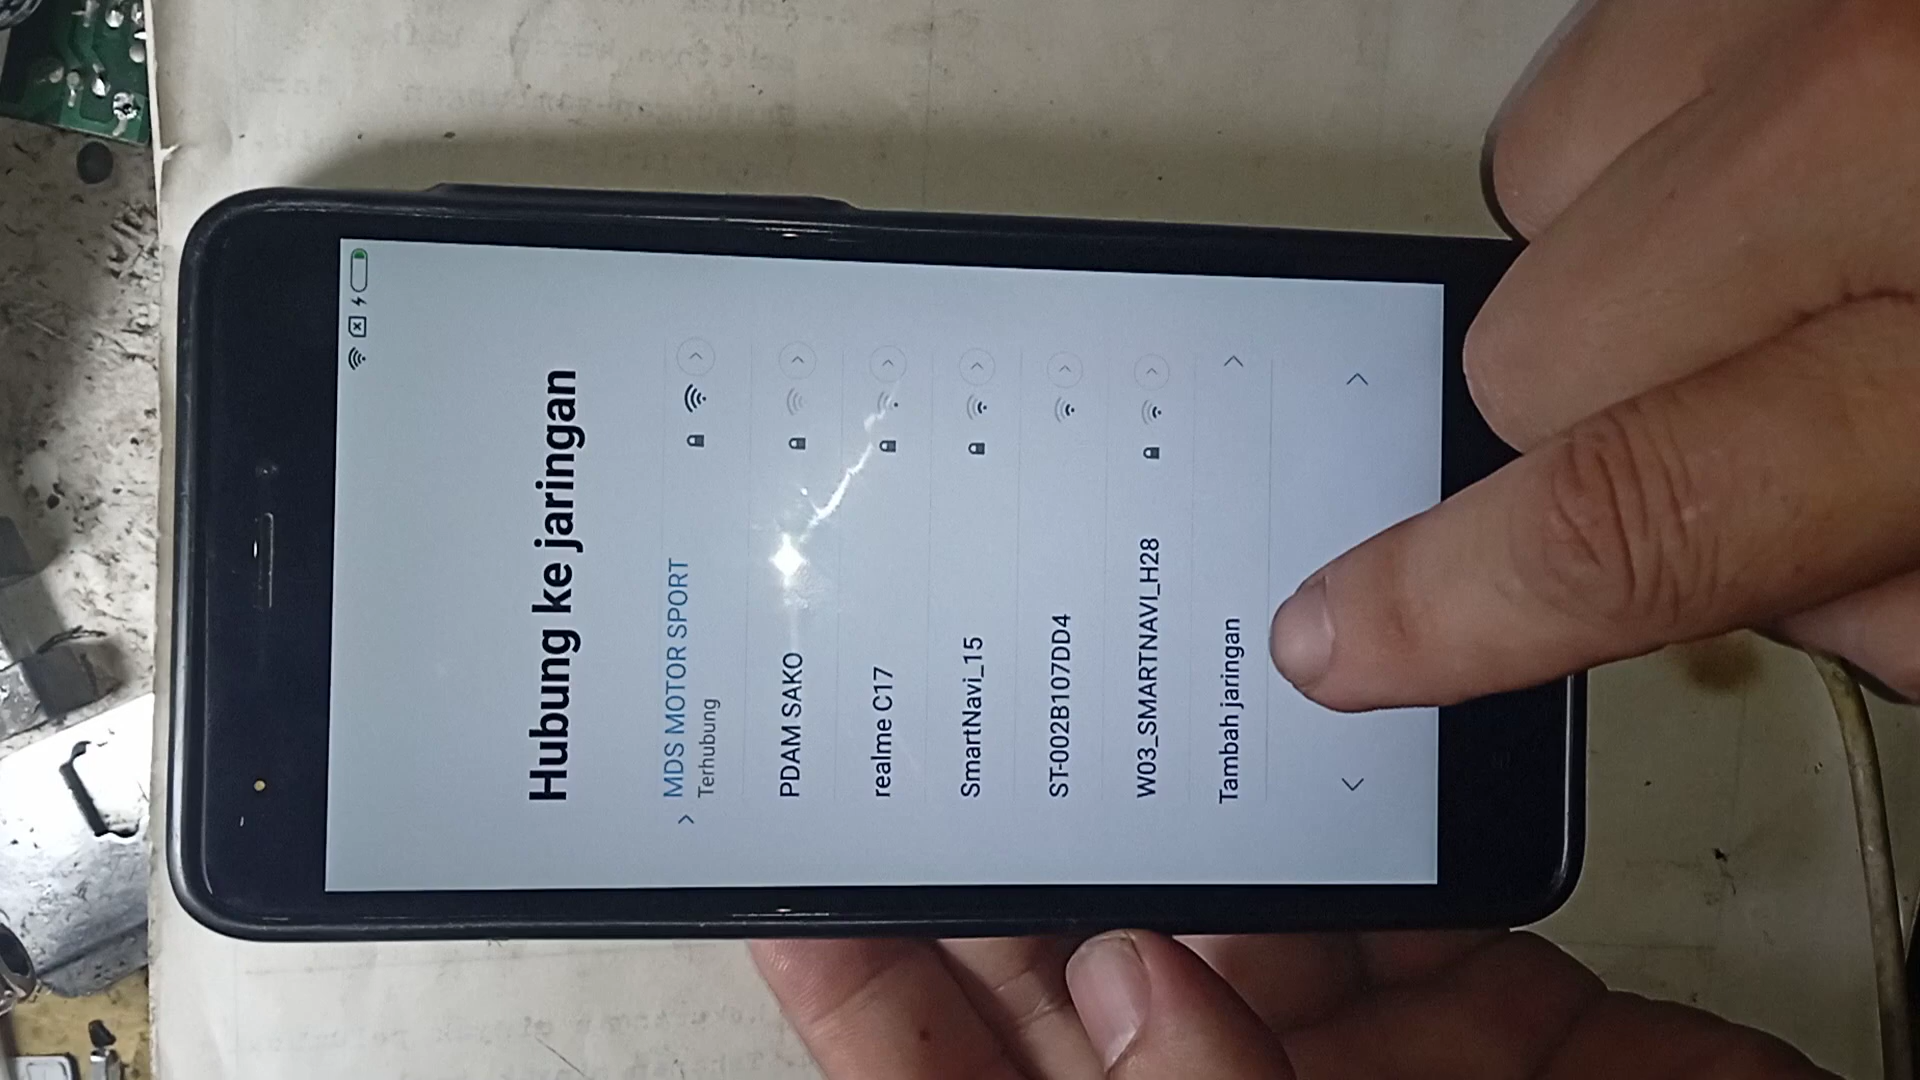 Hubung ke jaringan
MDS MOTOR SPORT
Terhubung
PDAM SAKO
realme C17
SmartNavi_15
ST-002B107DD4
W03_SMARTNAVI_H28
Tambah jaringan